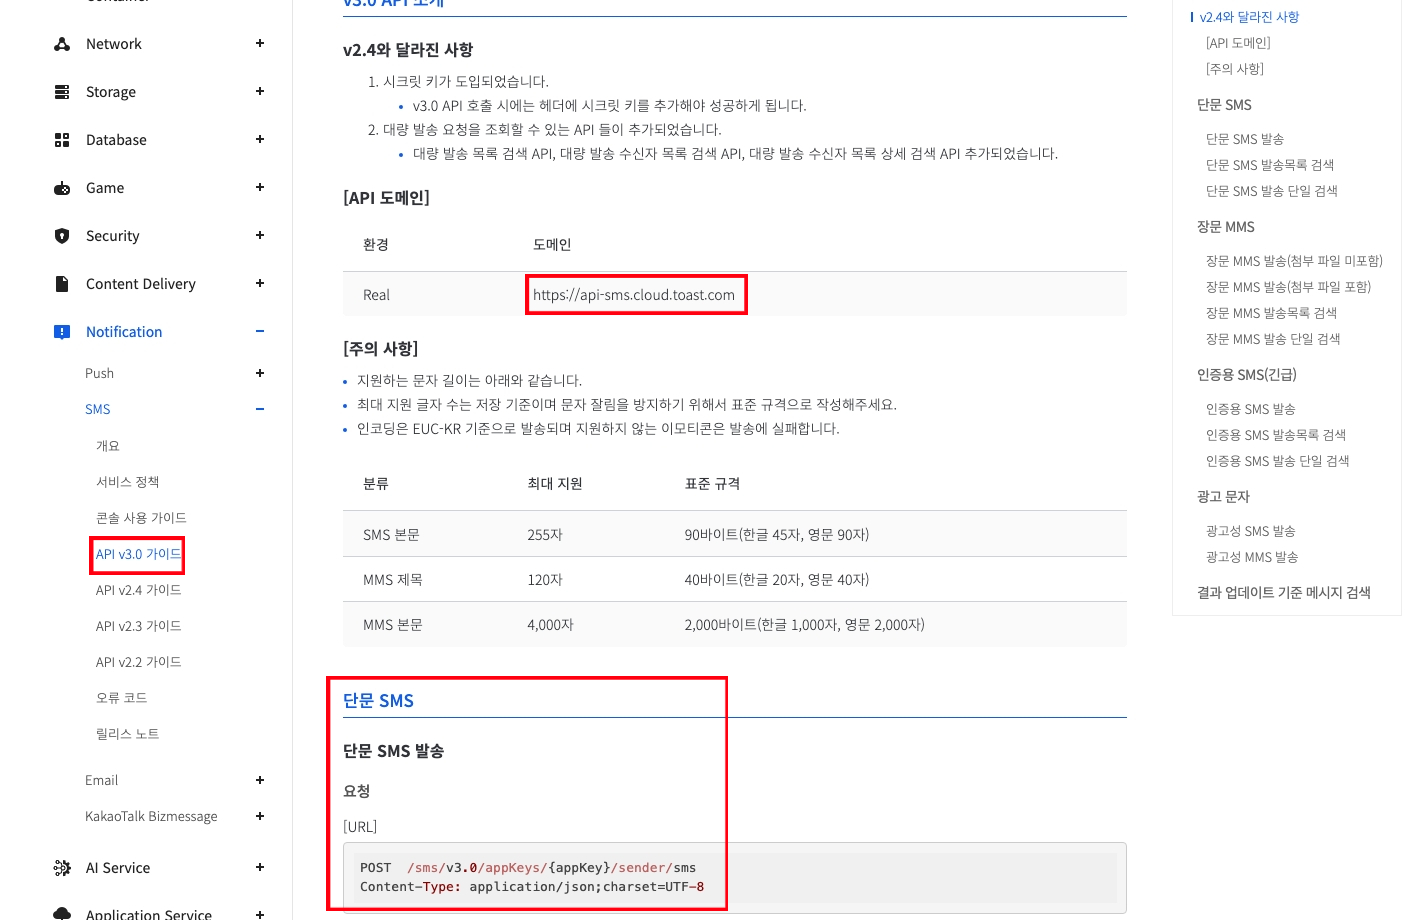 Container
Network
Storage
Database
Game
Security
Content Delivery
Notification
Push
SMS
개요
서비스 정책
콘솔 사용 가이드
API v3.0 가이드
API v2.4 가이드
API v2.3 가이드
API v2.2 가이드
오류 코드
릴리스 노트
Email
KakaoTalk Bizmessage
AI Service
Application Service
v3.0 API 소개
v2.4와 달라진 사항
1. 시크릿 키가 도입되었습니다.
• v3.0 API 호출 시에는 헤더에 시크릿 키를 추가해야 성공하게 됩니다.
2. 대량 발송 요청을 조회할 수 있는 API 들이 추가되었습니다.
• 대량 발송 목록 검색 API, 대량 발송 수신자 목록 검색 API, 대량 발송 수신자 목록 상세 검색 API 추가되었습니다.
[API 도메인]
환경 도메인
Real https://api-sms.cloud.toast.com
[주의 사항]
• 지원하는 문자 길이는 아래와 같습니다.
• 최대 지원 글자 수는 저장 기준이며 문자 잘림을 방지하기 위해서 표준 규격으로 작성해주세요.
• 인코딩은 EUC-KR 기준으로 발송되며 지원하지 않는 이모티콘은 발송에 실패합니다.
분류 최대 지원 표준 규격
SMS 본문 255자 90바이트(한글 45자, 영문 90자)
MMS 제목 120자 40바이트(한글 20자, 영문 40자)
MMS 본문 4,000자 2,000바이트(한글 1,000자, 영문 2,000자)
단문 SMS
단문 SMS 발송
요청
[URL]
POST /sms/v3.0/appKeys/{appKey}/sender/sms
Content-Type: application/json;charset=UTF-8
v2.4와 달라진 사항
[API 도메인]
[주의 사항]
단문 SMS
단문 SMS 발송
단문 SMS 발송목록 검색
단문 SMS 발송 단일 검색
장문 MMS
장문 MMS 발송(첨부 파일 미포함)
장문 MMS 발송(첨부 파일 포함)
장문 MMS 발송목록 검색
장문 MMS 발송 단일 검색
인증용 SMS(긴급)
인증용 SMS 발송
인증용 SMS 발송목록 검색
인증용 SMS 발송 단일 검색
광고 문자
광고성 SMS 발송
광고성 MMS 발송
결과 업데이트 기준 메시지 검색